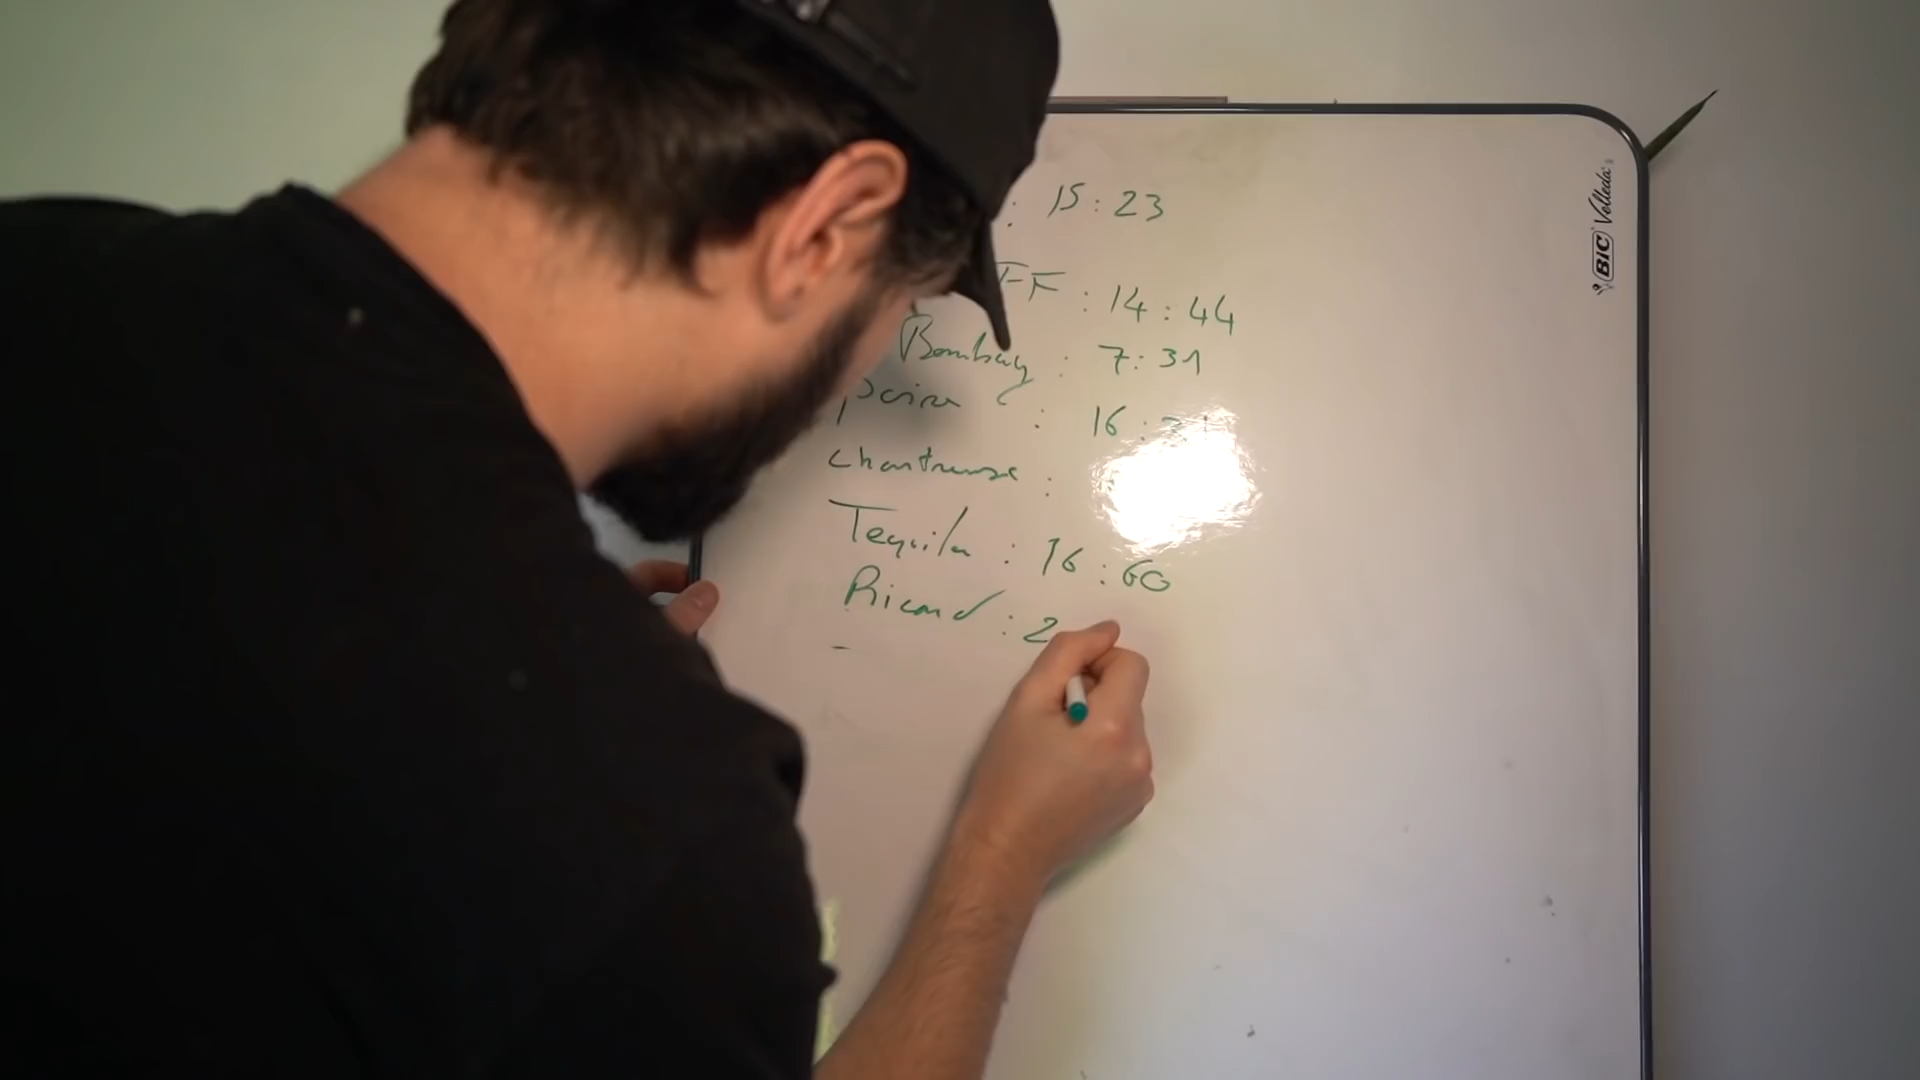 : 15:23
FF : 14:44
Bombay : 7:31
Poire : 16:
Chartreuse :
Tequila : 16:60
Ricard : 2
-
BIC Velleda